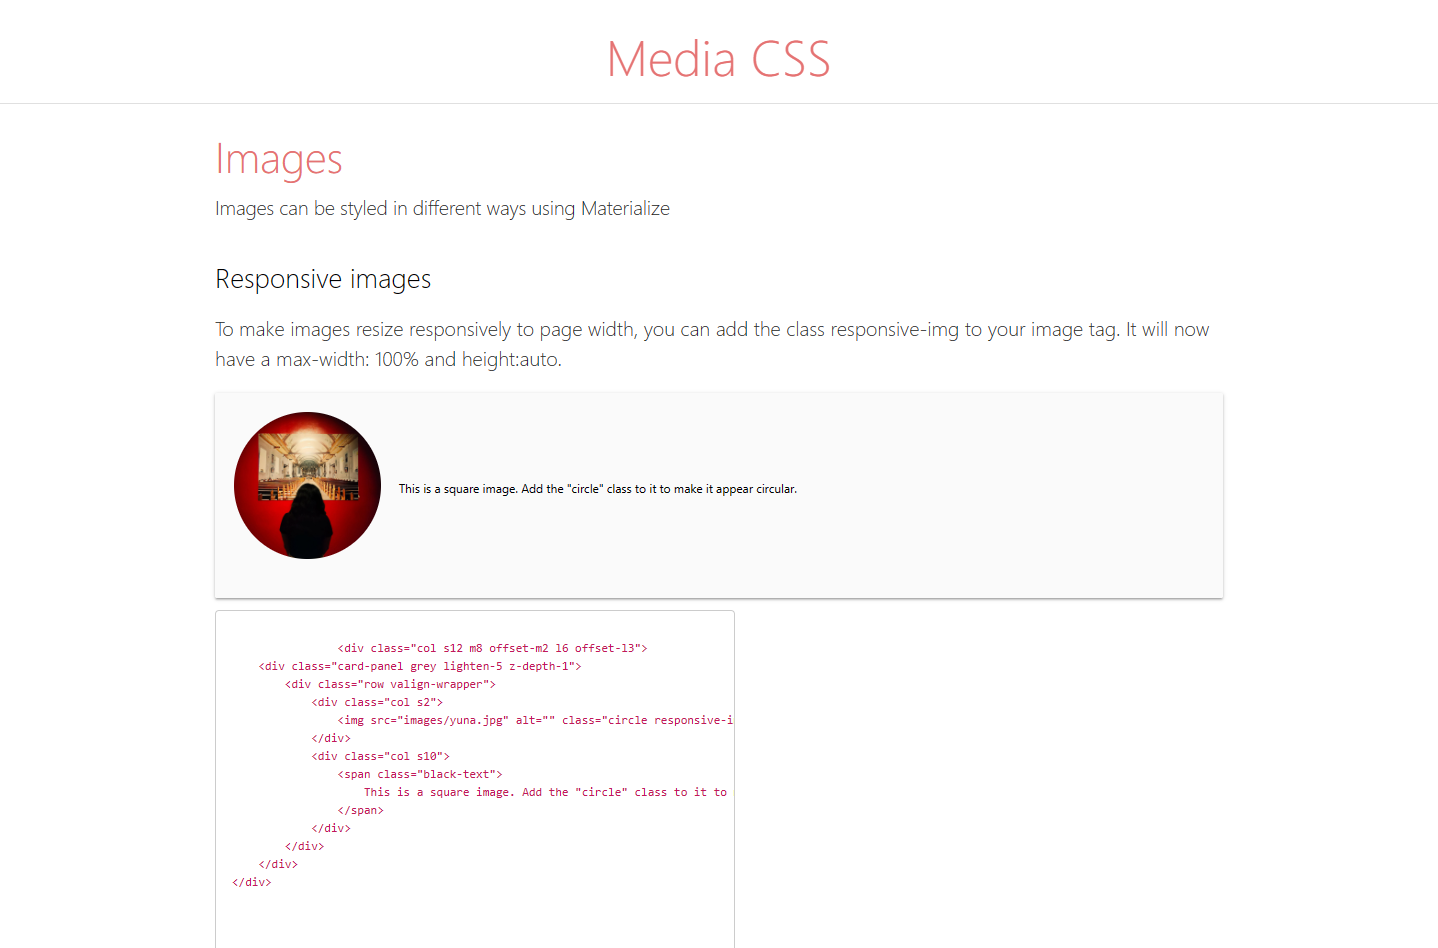 Media CSS
Images
Images can be styled in different ways using Materialize
Responsive images
To make images resize responsively to page width, you can add the class responsive-img to your image tag. It will now
have a max-width: 100% and height:auto.
This is a square image. Add the "circle" class to it to make it appear circular.
<div class="col s12 m8 offset-m2 l6 offset-l3">
<div class="card-panel grey lighten-5 z-depth-1">
<div class="row valign-wrapper">
<div class="col s2">
<img src="images/yuna.jpg" alt="" class="circle responsive-i
</div>
<div class="col s10">
<span class="black-text">
This is a square image. Add the "circle" class to it to
</span>
</div>
</div>
</div>
</div>